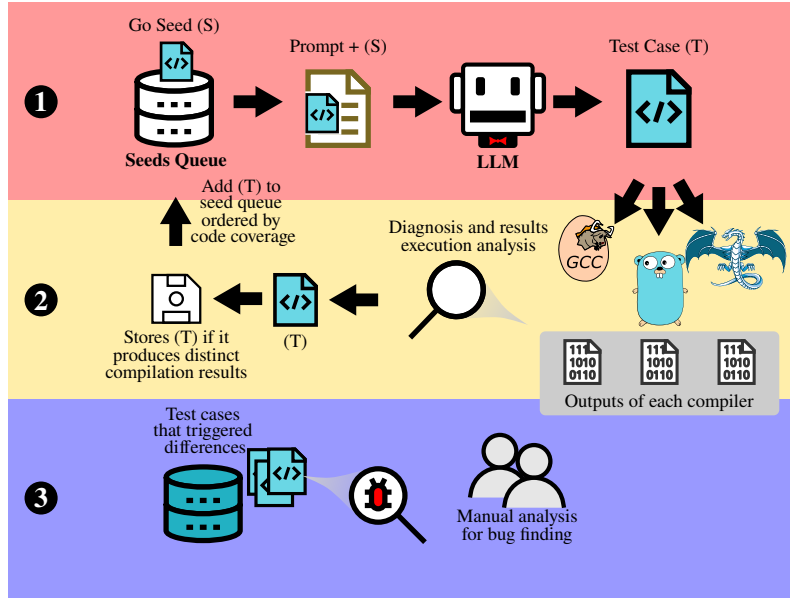 Go Seed (S)
Prompt + (S)
Test Case (T)
1
</>
</>
</>
Seeds Queue
LLM
Add (T) to
seed queue
ordered by
code coverage
Diagnosis and results
execution analysis
GCC
2
</>
(T)
Stores (T) if it
produces distinct
compilation results
111
1010
0110
111
1010
0110
111
1010
0110
Outputs of each compiler
Test cases
that triggered
differences
3
</>
Manual analysis
for bug finding